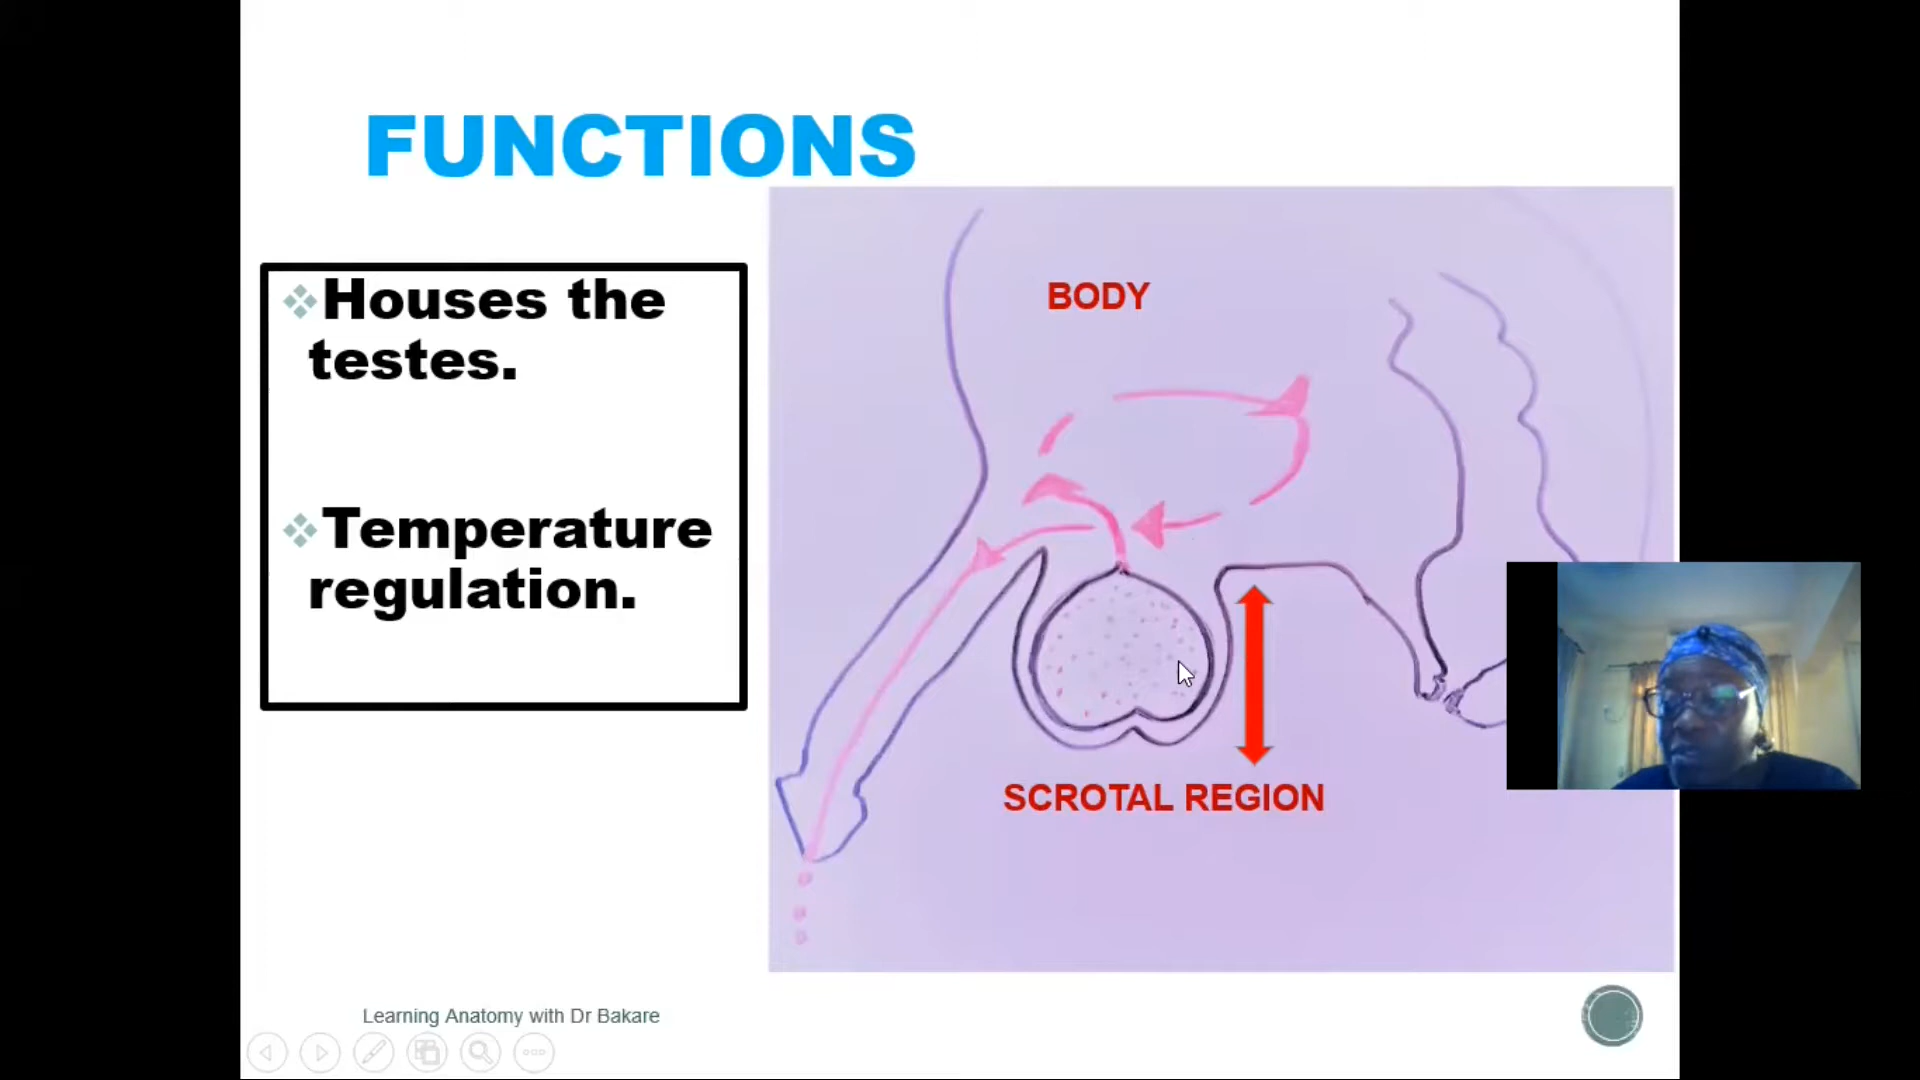 FUNCTIONS
Houses the
testes.
Temperature
regulation.
BODY
SCROTAL REGION
Learning Anatomy with Dr Bakare